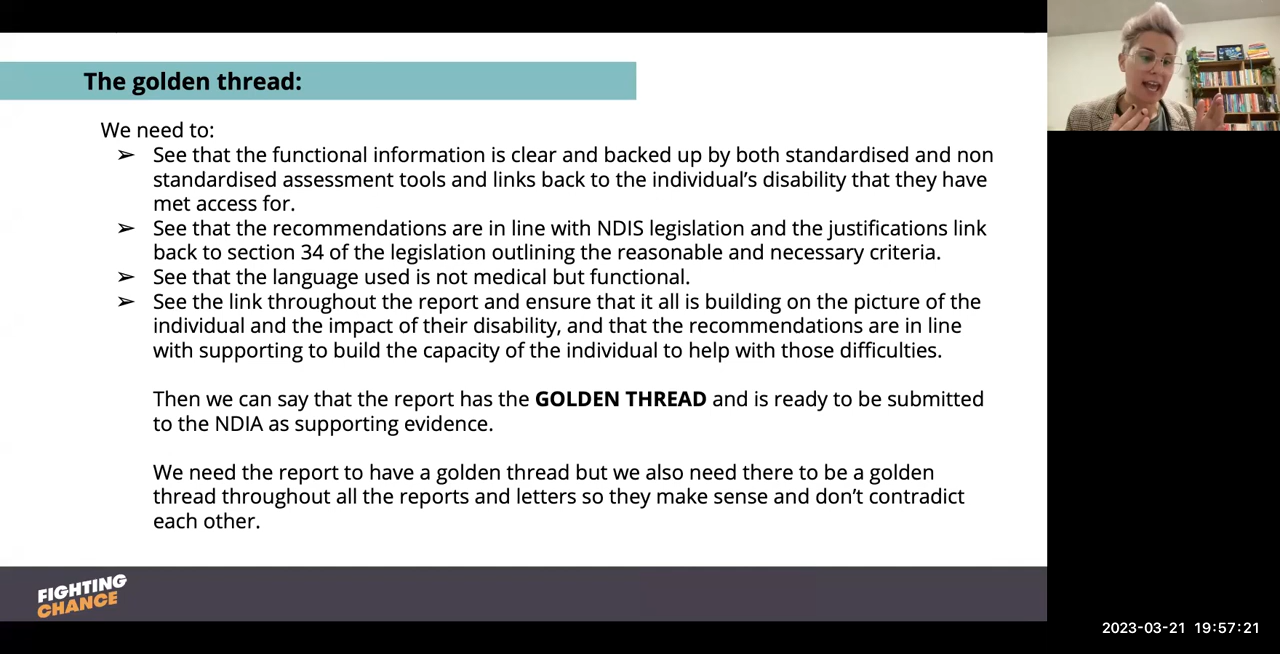 The golden thread:
We need to:
➢ See that the functional information is clear and backed up by both standardised and non
standardised assessment tools and links back to the individual's disability that they have
met access for.
➢ See that the recommendations are in line with NDIS legislation and the justifications link
back to section 34 of the legislation outlining the reasonable and necessary criteria.
➢ See that the language used is not medical but functional.
➢ See the link throughout the report and ensure that it all is building on the picture of the
individual and the impact of their disability, and that the recommendations are in line
with supporting to build the capacity of the individual to help with those difficulties.
Then we can say that the report has the GOLDEN THREAD and is ready to be submitted
to the NDIA as supporting evidence.
We need the report to have a golden thread but we also need there to be a golden
thread throughout all the reports and letters so they make sense and don't contradict
each other.
FIGHTING
CHANCE
2023-03-21 19:57:21